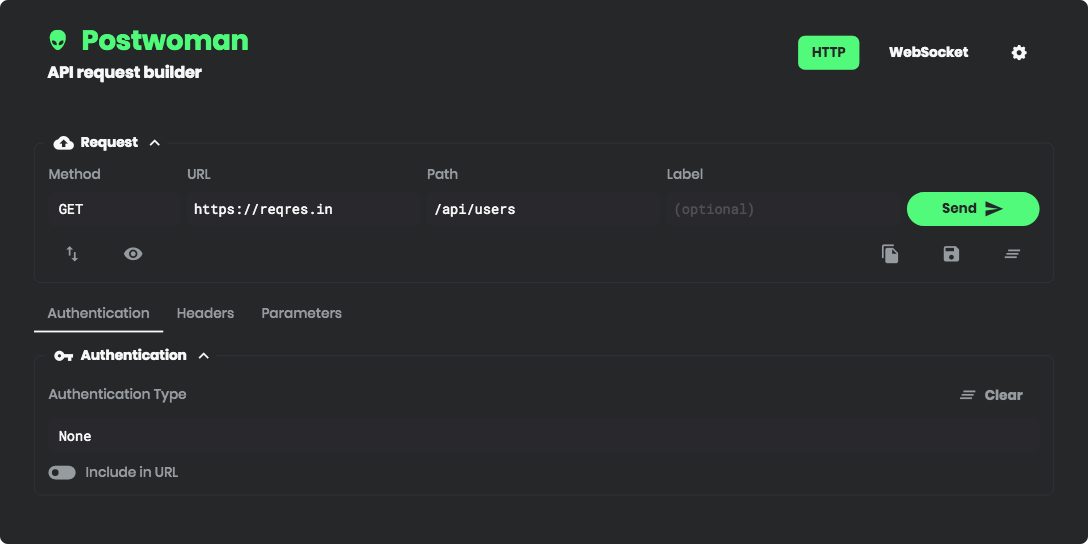 Postwoman
API request builder
HTTP WebSocket
Request
Method URL Path Label
GET https://reqres.in /api/users (optional) Send
Authentication Headers Parameters
Authentication
Authentication Type Clear
None
Include in URL